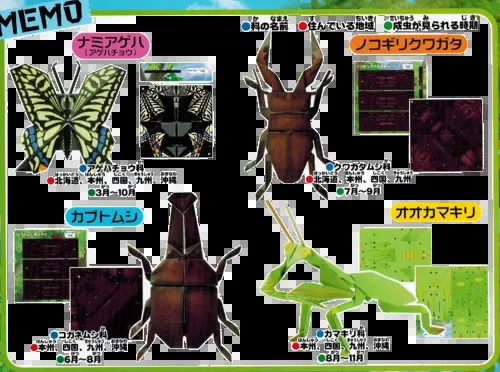 MEMO
●科の名前 ●住んでいる地域 ●成虫が見られる時期
ナミアゲハ
（アゲハチョウ）
●アゲハチョウ科
●北海道、本州、四国、九州、沖縄
●3月〜10月
ノコギリクワガタ
●クワガタムシ科
●北海道、本州、四国、九州
●7月〜9月
カブトムシ
●コガネムシ科
●本州、四国、九州、沖縄
●6月〜8月
オオカマキリ
●カマキリ科
●本州、四国、九州、沖縄
●8月〜11月